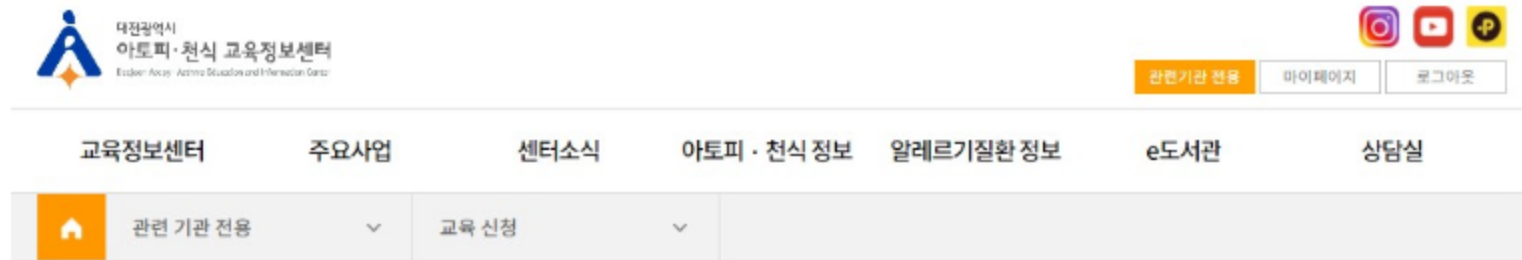 대전광역시
아토피·천식 교육정보센터
관련기관 전용 마이페이지 로그아웃
교육정보센터 주요사업 센터소식 아토피 · 천식 정보 알레르기질환 정보 e도서관 상담실
관련 기관 전용 교육 신청